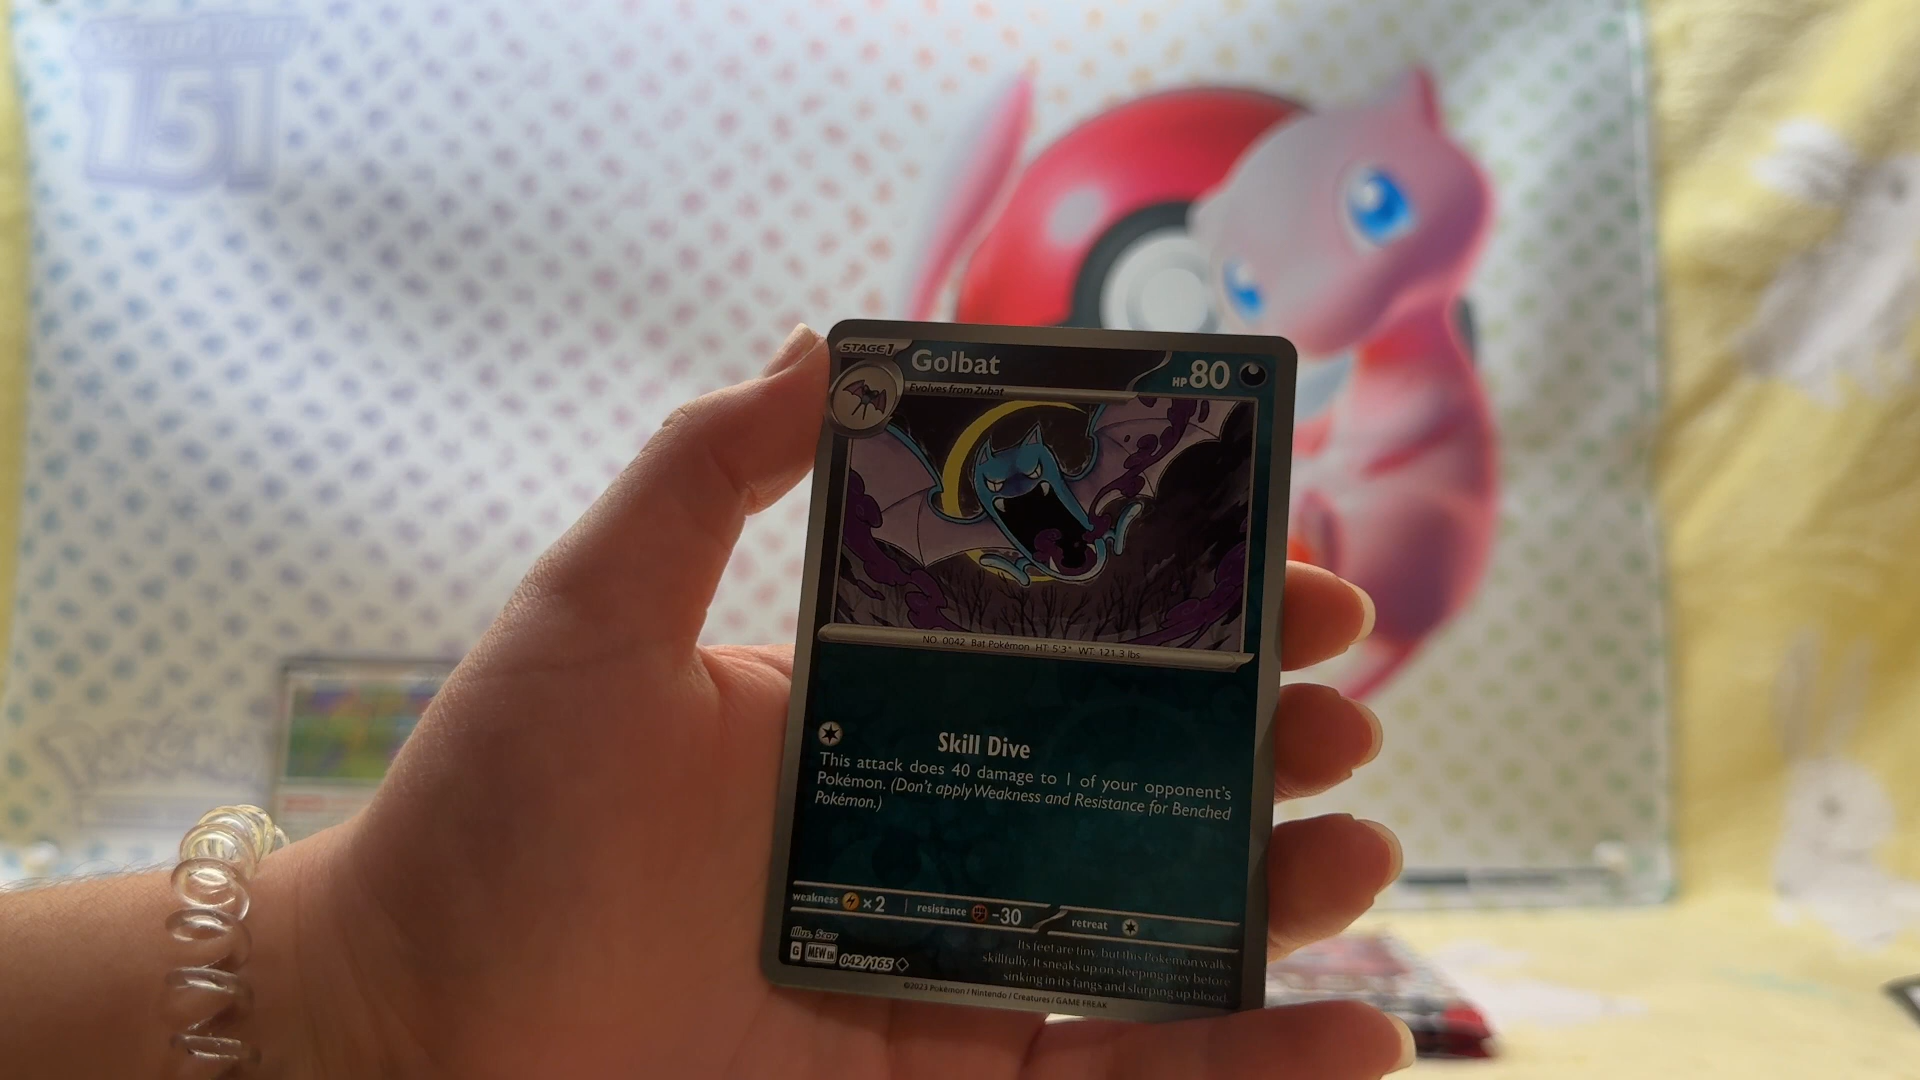 151
STAGE1
Golbat
HP 80
Evolves from Zubat
NO. 0042 Bat Pokémon HT: 5'3" WT: 121.3 lbs.
Skill Dive
This attack does 40 damage to 1 of your opponent's
Pokémon. (Don't apply Weakness and Resistance for Benched
Pokémon.)
weakness ×2 resistance -30 retreat
Illus. Scav
G MEW EN 042/165
Its feet are tiny, but this Pokémon walks
skillfully. It sneaks up on sleeping prey before
sinking in its fangs and slurping up blood.
©2023 Pokémon / Nintendo / Creatures / GAME FREAK